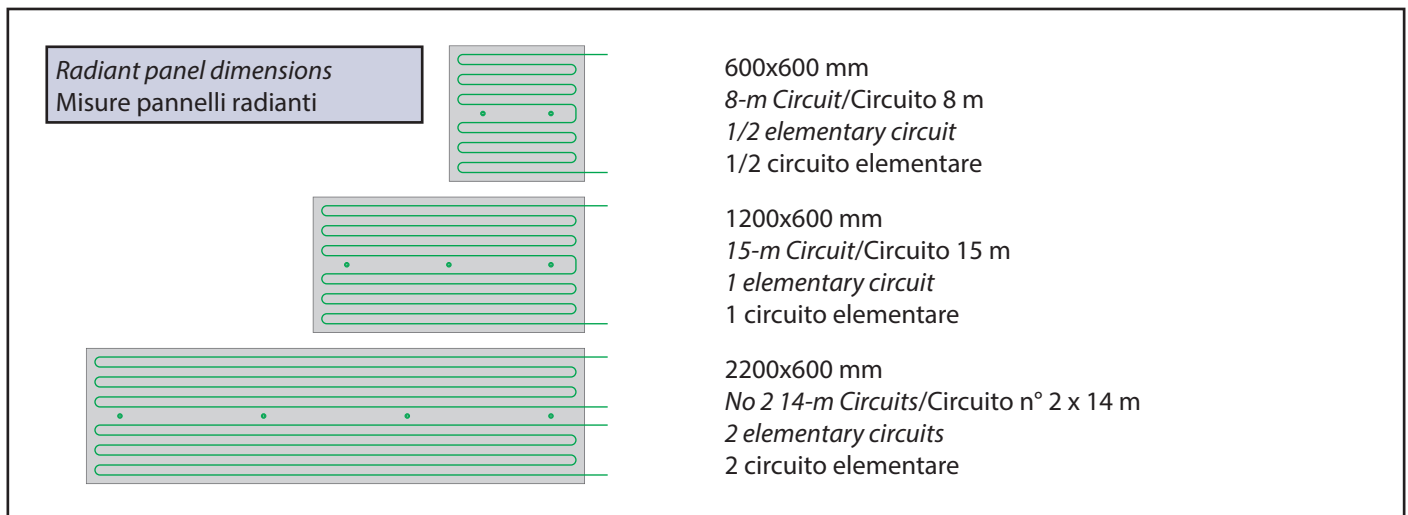 Radiant panel dimensions
Misure pannelli radianti
600x600 mm
8-m Circuit/Circuito 8 m
1/2 elementary circuit
1/2 circuito elementare
1200x600 mm
15-m Circuit/Circuito 15 m
1 elementary circuit
1 circuito elementare
2200x600 mm
No 2 14-m Circuits/Circuito n° 2 x 14 m
2 elementary circuits
2 circuito elementare